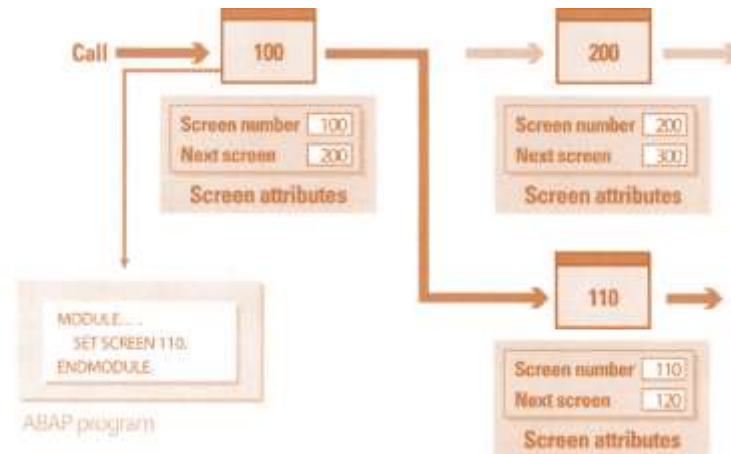 Call
100
200
Screen number 100
Next screen 200
Screen attributes
Screen number 200
Next screen 300
Screen attributes
110
MODULE.....
SET SCREEN 110.
ENDMODULE.
ABAP program
Screen number 110
Next screen 120
Screen attributes